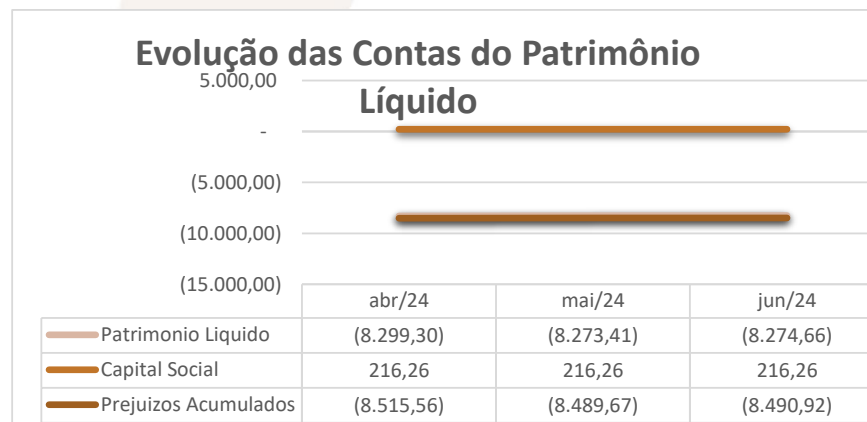 Evolução das Contas do Patrimônio
Líquido
5.000,00
-
(5.000,00)
(10.000,00)
(15.000,00)
abr/24 mai/24 jun/24
Patrimonio Liquido (8.299,30) (8.273,41) (8.274,66)
Capital Social 216,26 216,26 216,26
Prejuizos Acumulados (8.515,56) (8.489,67) (8.490,92)